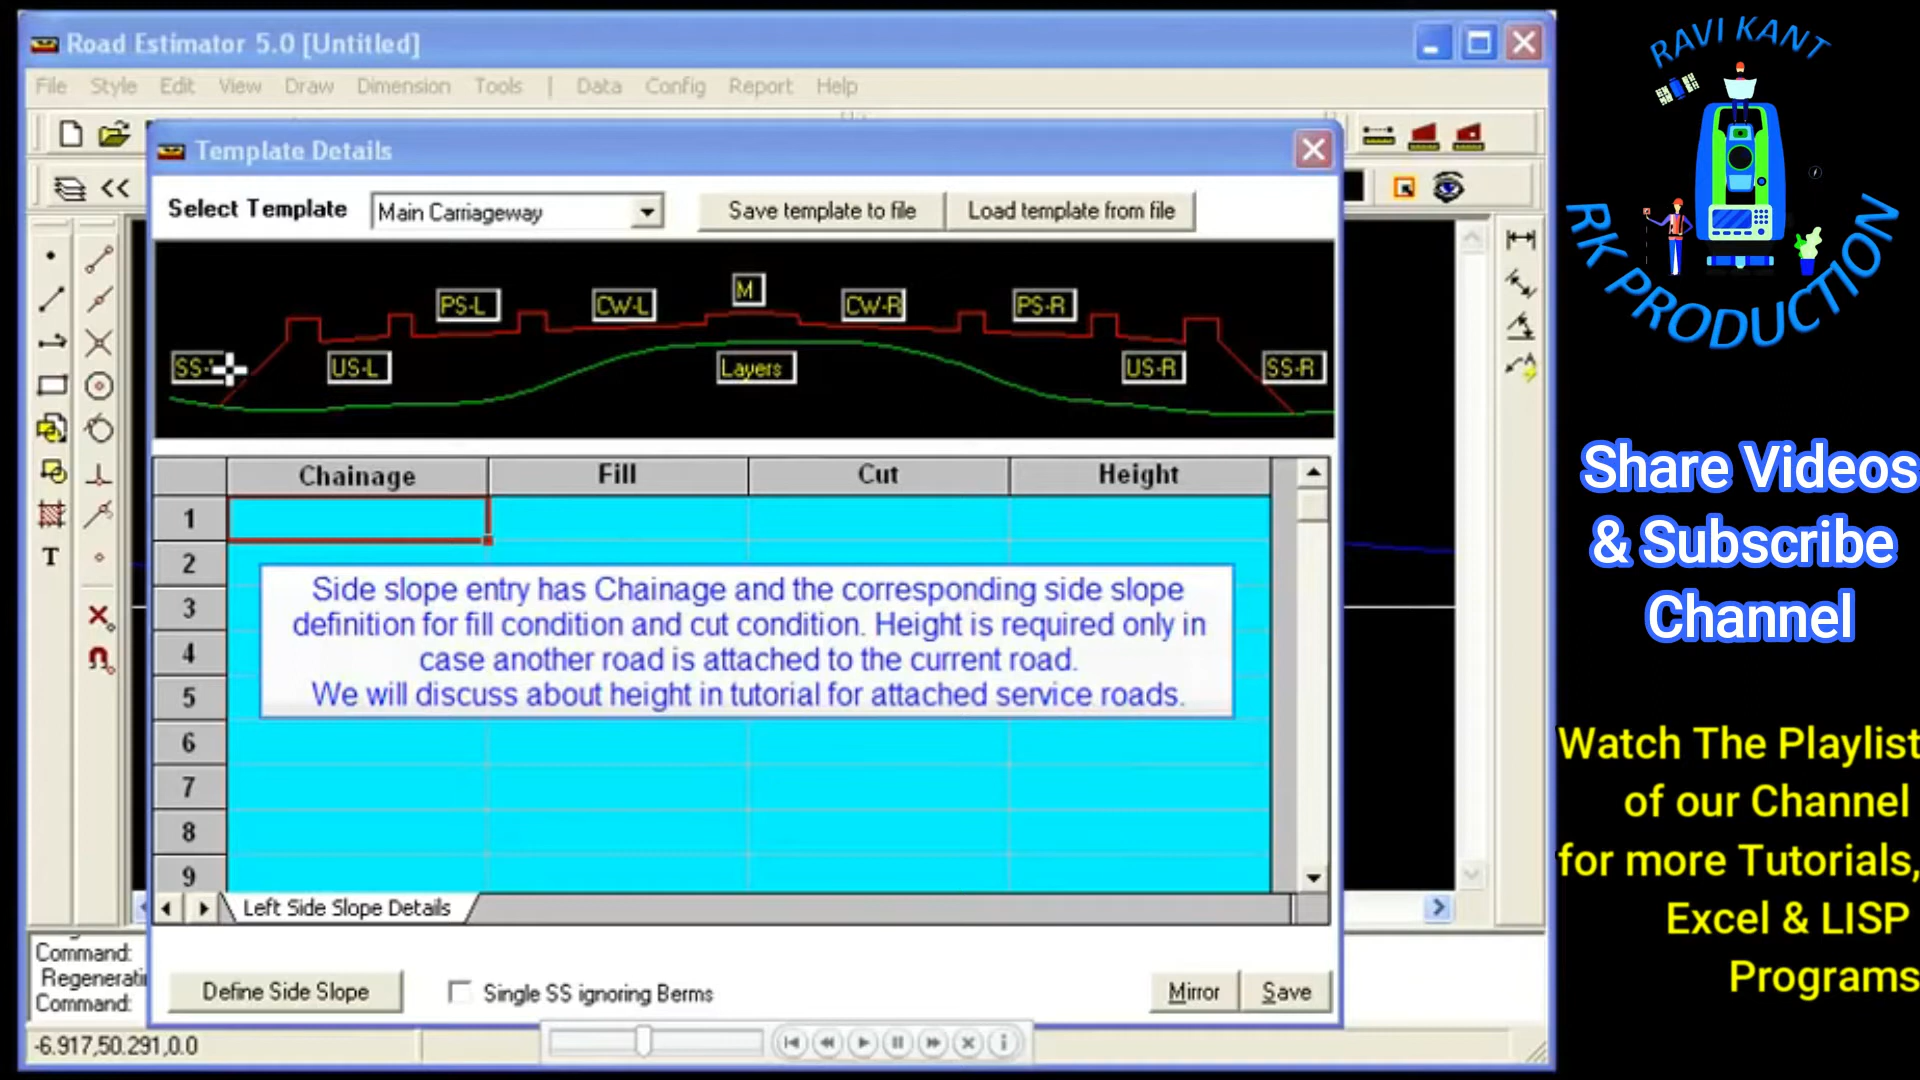 Road Estimator 5.0 [Untitled]
File Style Edit View Draw Dimension Tools | Data Config Report Help
Template Details
Select Template Main Carriageway Save template to file Load template from file
PS-L CW-L M CW-R PS-R
US-L Layers US-R SS-R
Chainage Fill Cut Height
1
2
3
4
5
6
7
8
9
Side slope entry has Chainage and the corresponding side slope
definition for fill condition and cut condition. Height is required only in
case another road is attached to the current road.
We will discuss about height in tutorial for attached service roads.
Left Side Slope Details
Define Side Slope Single SS ignoring Berms Mirror Save
Command:
Command:
-6.917,50.291,0.0
T
RAVI KANT
RK PRODUCTION
Share Videos
& Subscribe
Channel
Watch The Playlist
of our Channel
for more Tutorials,
Excel & LISP
Programs